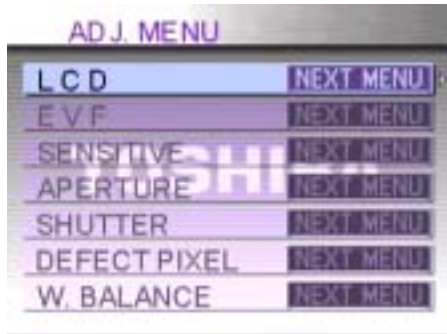 ADJ. MENU
LCD NEXT MENU
EVF NEXT MENU
SENSITIVE NEXT MENU
APERTURE NEXT MENU
SHUTTER NEXT MENU
DEFECT PIXEL NEXT MENU
W. BALANCE NEXT MENU